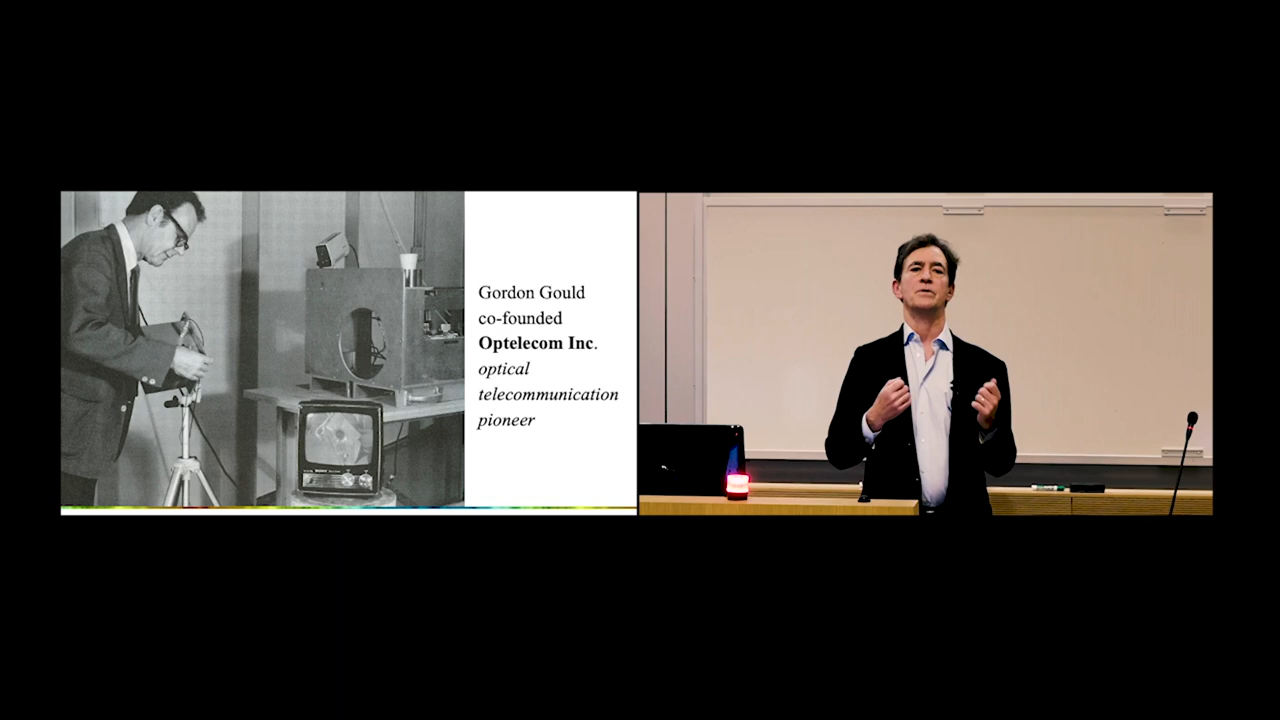 Gordon Gould
co-founded
Optelecom Inc.
optical
telecommunication
pioneer